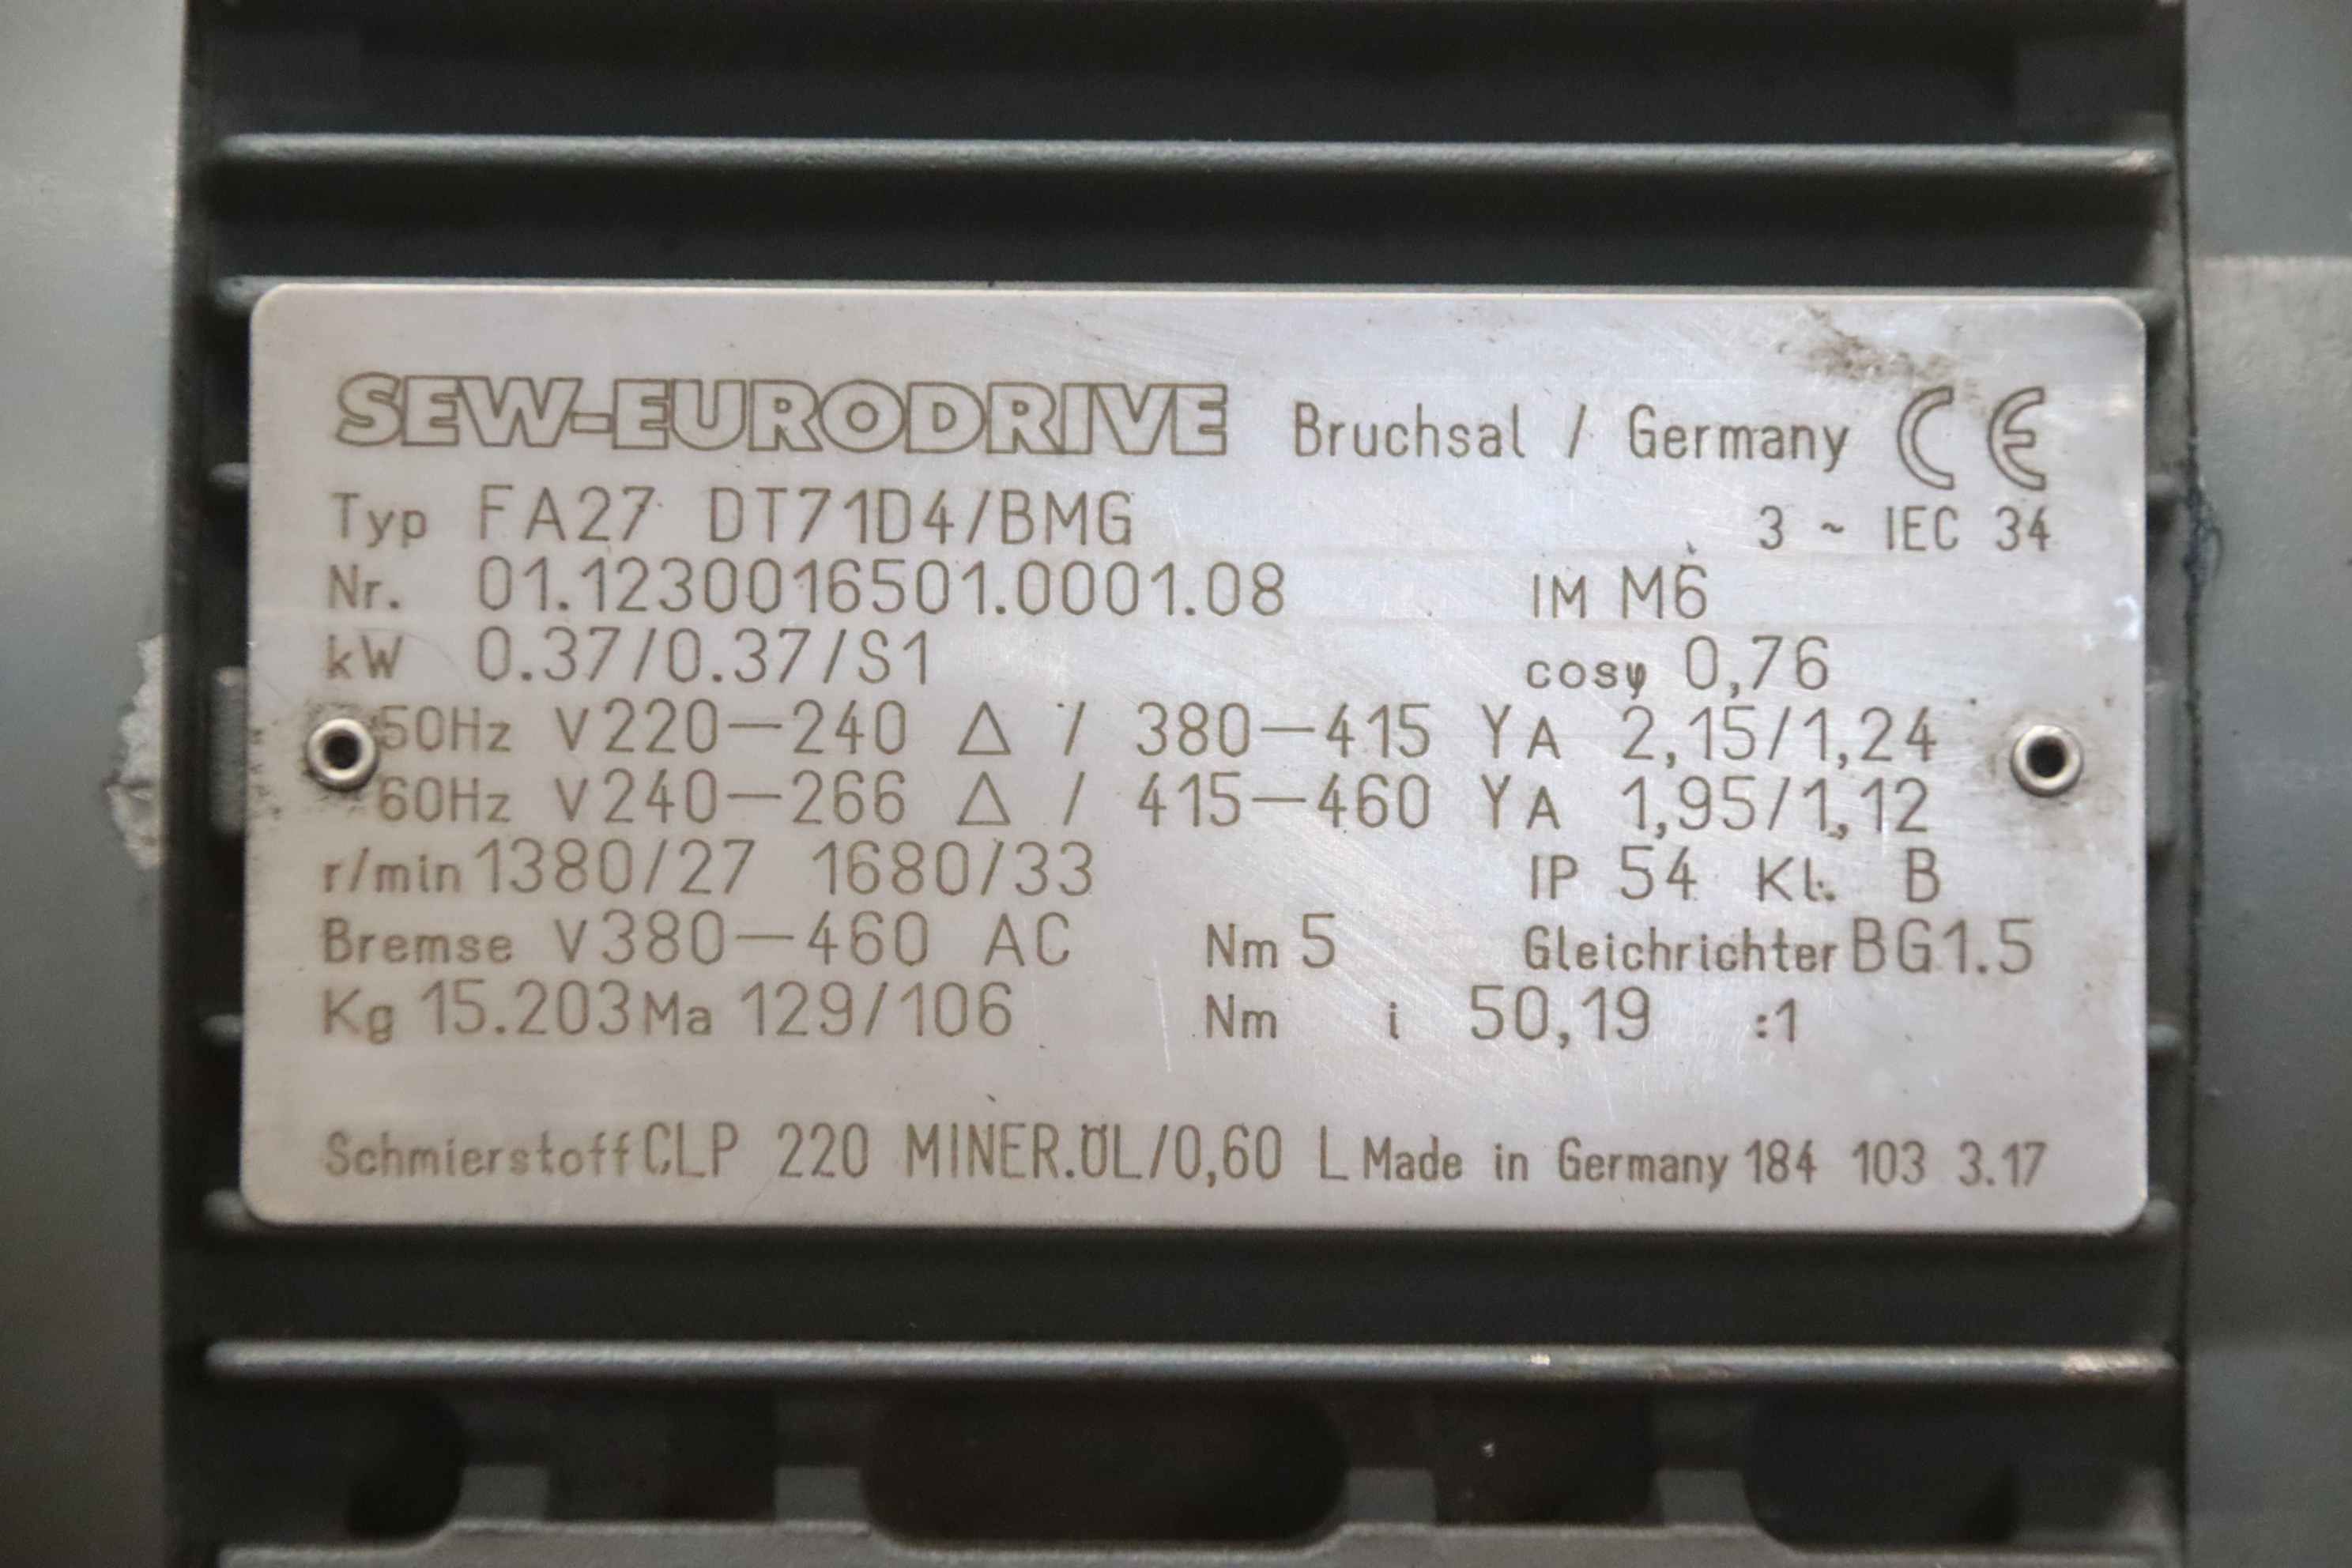 SEW-EURODRIVE Bruchsal / Germany CE
Typ FA27 DT71D4/BMG 3 ~ IEC 34
Nr. 01.1230016501.0001.08 IM M6
kW 0.37/0.37/S1 cosφ 0,76
50Hz V220-240 Δ / 380-415 Y A 2,15/1,24
60Hz V240-266 Δ / 415-460 Y A 1,95/1,12
r/min 1380/27 1680/33 IP 54 Kl. B
Bremse V380-460 AC Nm 5 Gleichrichter BG1.5
Kg 15.203 Ma 129/106 Nm i 50,19 :1
Schmierstoff CLP 220 MINER.ÖL/0,60 L Made in Germany 184 103 3.17